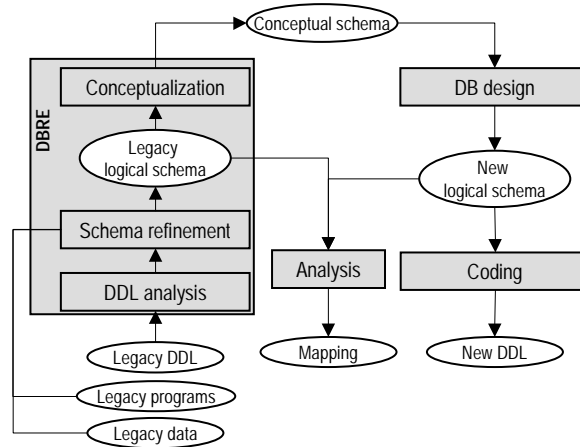 Conceptual schema
Conceptualization
DB design
DBRE
Legacy
logical schema
New
logical schema
Schema refinement
Analysis
Coding
DDL analysis
Legacy DDL
Mapping
New DDL
Legacy programs
Legacy data